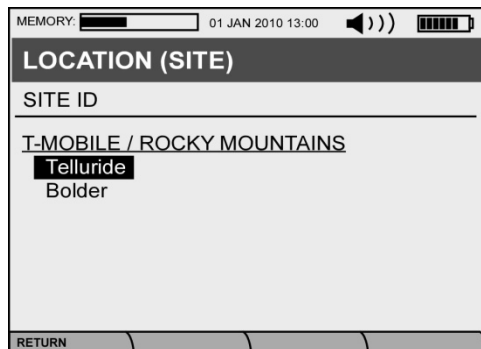 MEMORY: 01 JAN 2010 13:00
LOCATION (SITE)
SITE ID
T-MOBILE / ROCKY MOUNTAINS
Telluride
Bolder
RETURN